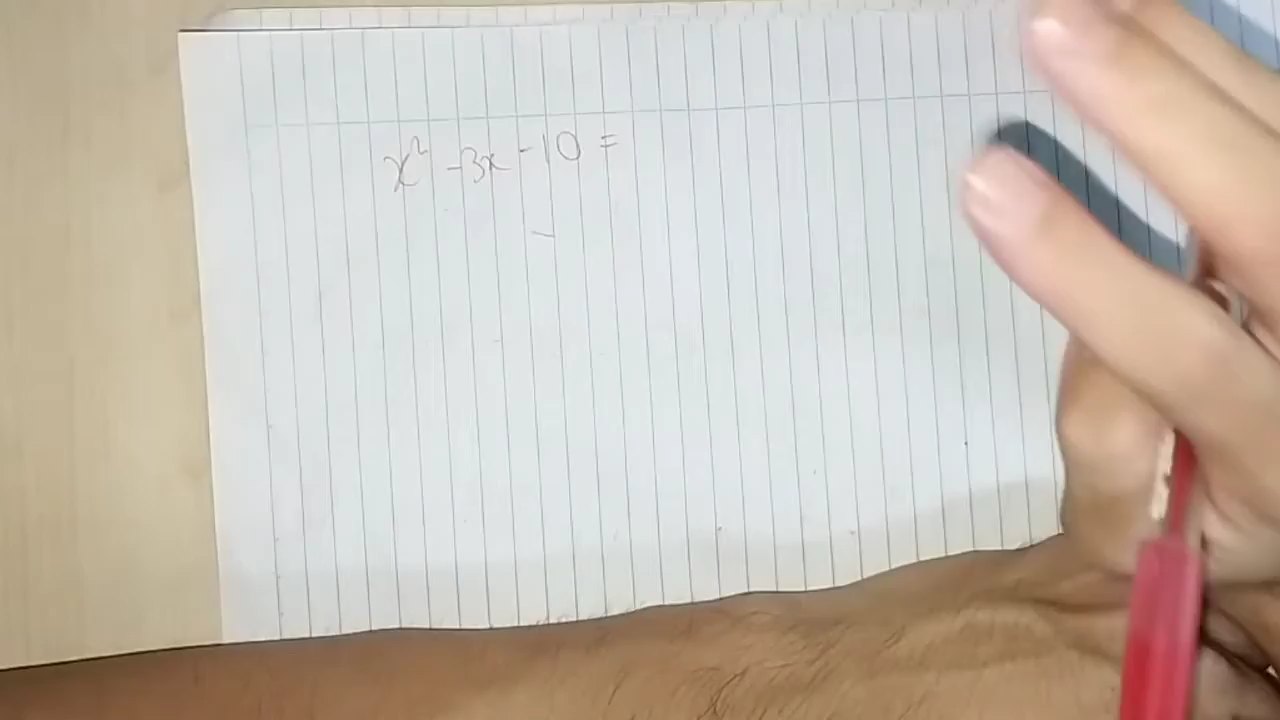 x² -3x -10 =
-